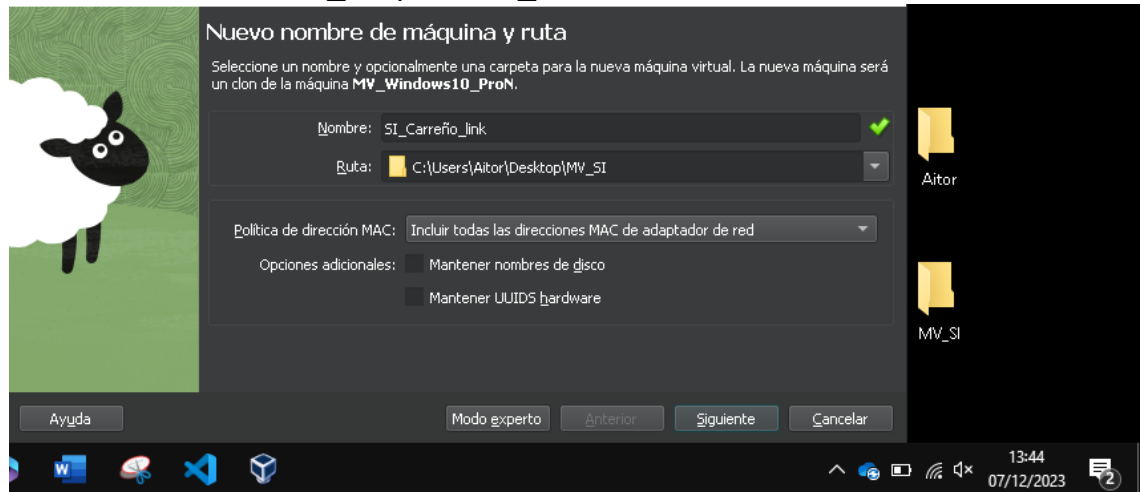 Nuevo nombre de máquina y ruta
Seleccione un nombre y opcionalmente una carpeta para la nueva máquina virtual. La nueva máquina será
un clon de la máquina MV_Windows10_ProN.
Nombre: SI_Carreño_link
Ruta: C:\Users\Aitor\Desktop\MV_SI
Aitor
Política de dirección MAC: Incluir todas las direcciones MAC de adaptador de red
Opciones adicionales: Mantener nombres de disco
Mantener UUIDS hardware
MV_SI
Ayuda Modo experto Anterior Siguiente Cancelar
13:44
07/12/2023
2